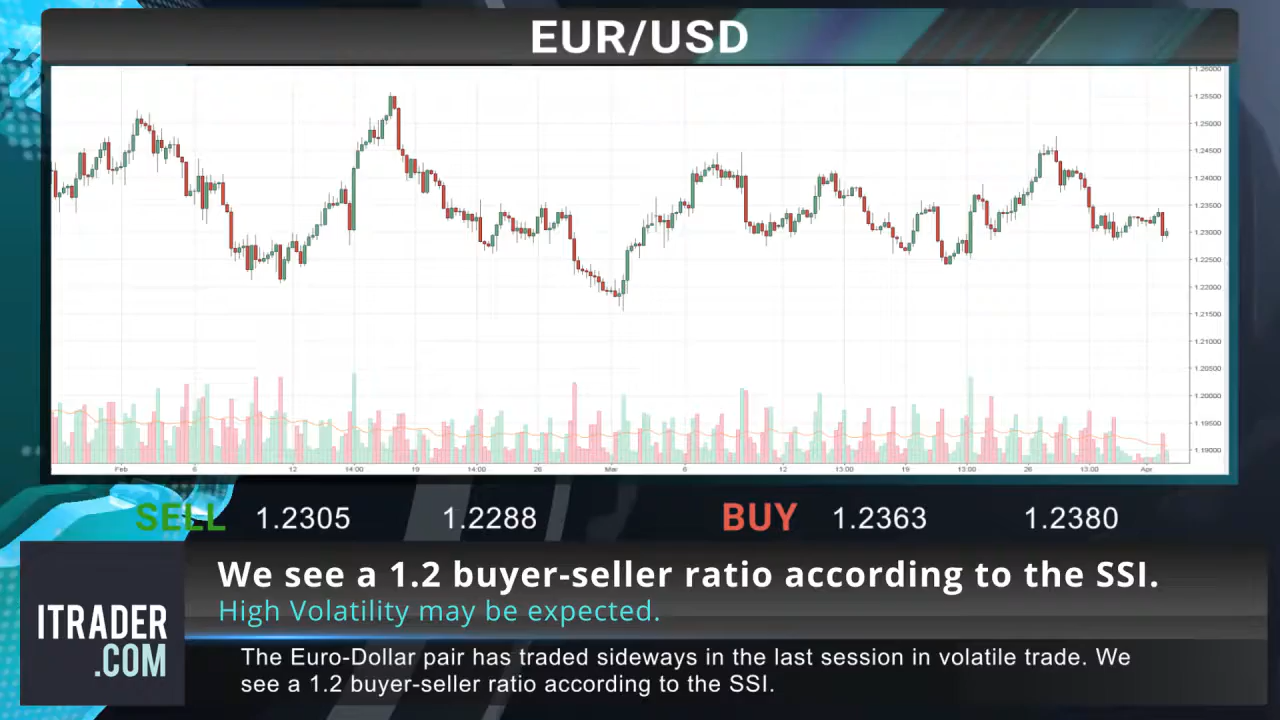 EUR/USD
1.26000
1.25500
1.25000
1.24500
1.24000
1.23500
1.23000
1.22500
1.22000
1.21500
1.21000
1.20500
1.20000
1.19500
1.19000
Feb 6 12 14:00 19 14:00 26 Mar 6 12 13:00 19 13:00 26 13:00 Apr
SELL 1.2305 1.2288 BUY 1.2363 1.2380
We see a 1.2 buyer-seller ratio according to the SSI.
High Volatility may be expected.
ITRADER
.COM
The Euro-Dollar pair has traded sideways in the last session in volatile trade. We
see a 1.2 buyer-seller ratio according to the SSI.